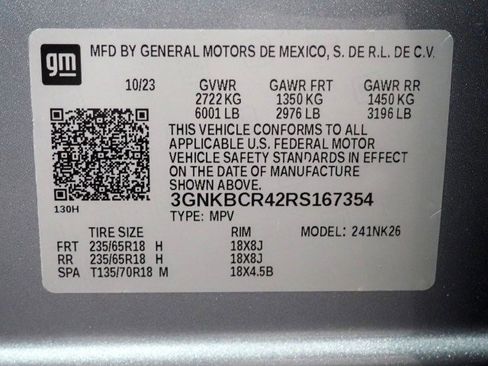 gm MFD BY GENERAL MOTORS DE MEXICO, S. DE R.L. DE C.V.
10/23 GVWR GAWR FRT GAWR RR
2722 KG 1350 KG 1450 KG
6001 LB 2976 LB 3196 LB
THIS VEHICLE CONFORMS TO ALL
APPLICABLE U.S. FEDERAL MOTOR
VEHICLE SAFETY STANDARDS IN EFFECT
ON THE DATE OF MANUFACTURE
SHOWN ABOVE.
130H
3GNKBCR42RS167354
TYPE: MPV
TIRE SIZE RIM MODEL: 241NK26
FRT 235/65R18 H 18X8J
RR 235/65R18 H 18X8J
SPA T135/70R18 M 18X4.5B